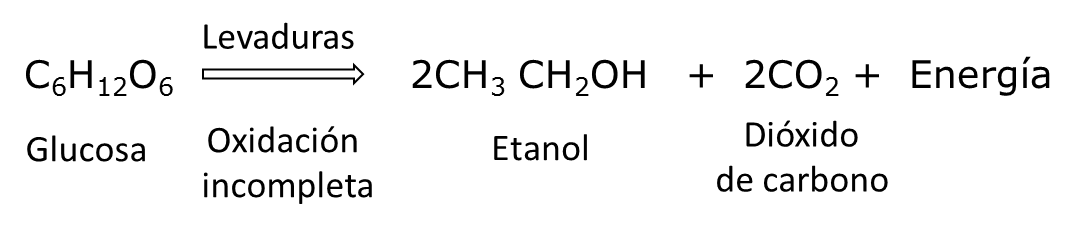 Levaduras
C₆H₁₂O₆ ⟹ 2CH₃ CH₂OH + 2CO₂ + Energía
Glucosa Oxidación incompleta Etanol Dióxido de carbono